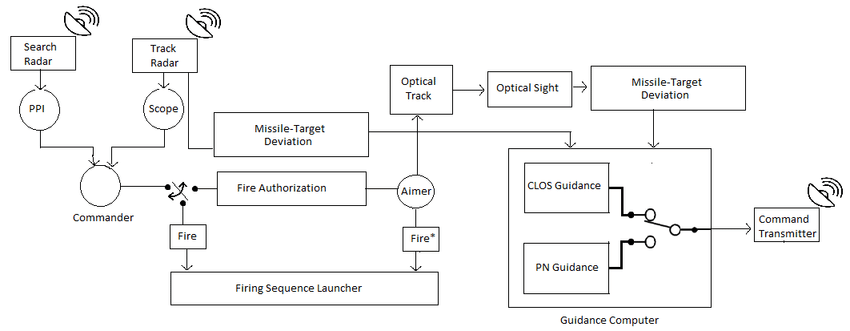 Search
Radar
Track
Radar
PPI
Scope
Missile-Target
Deviation
Optical
Track
Optical Sight
Missile-Target
Deviation
Commander
Fire Authorization
Aimer
Fire
Fire*
Firing Sequence Launcher
CLOS Guidance
PN Guidance
Guidance Computer
Command
Transmitter